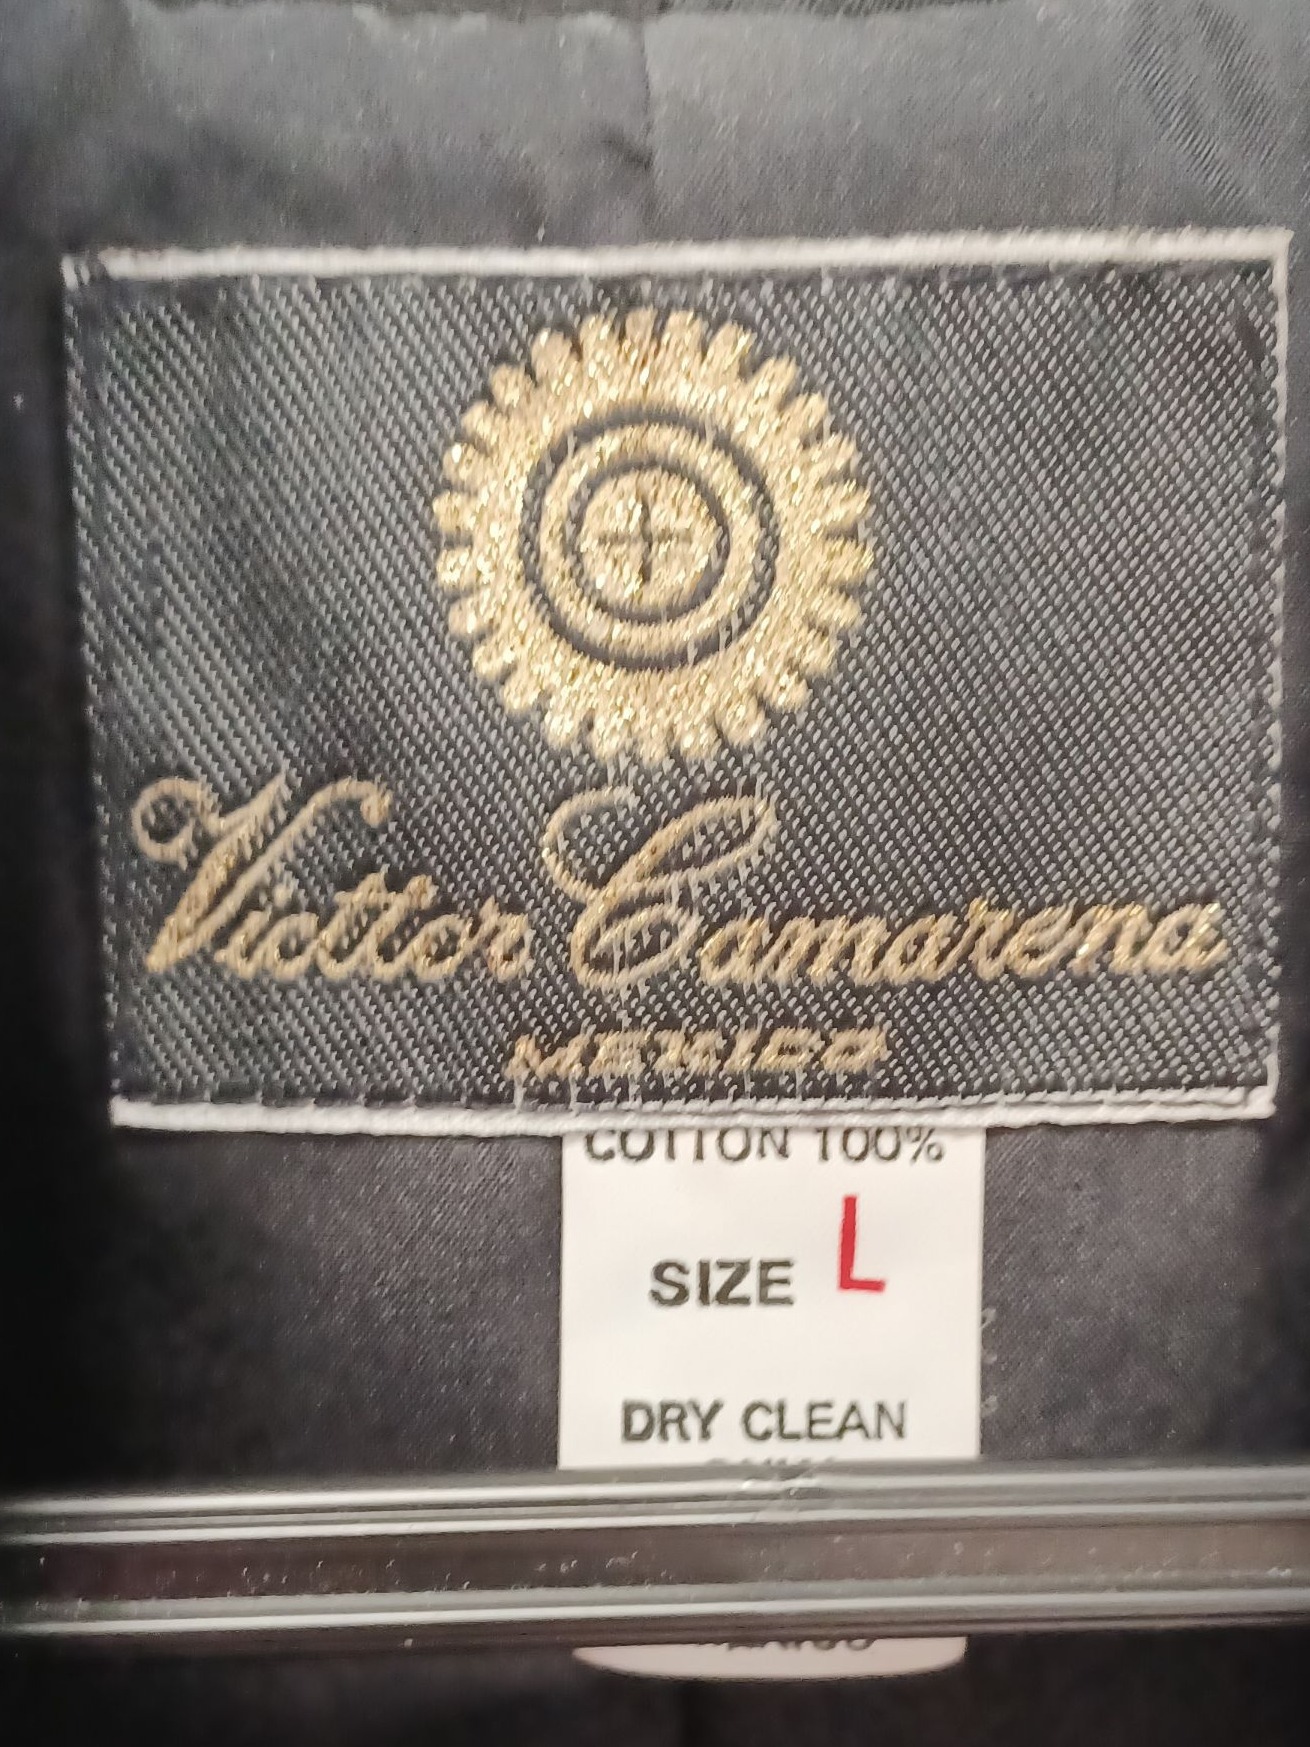 Victtor Camarena
MEXICO
COTTON 100%
SIZE L
DRY CLEAN